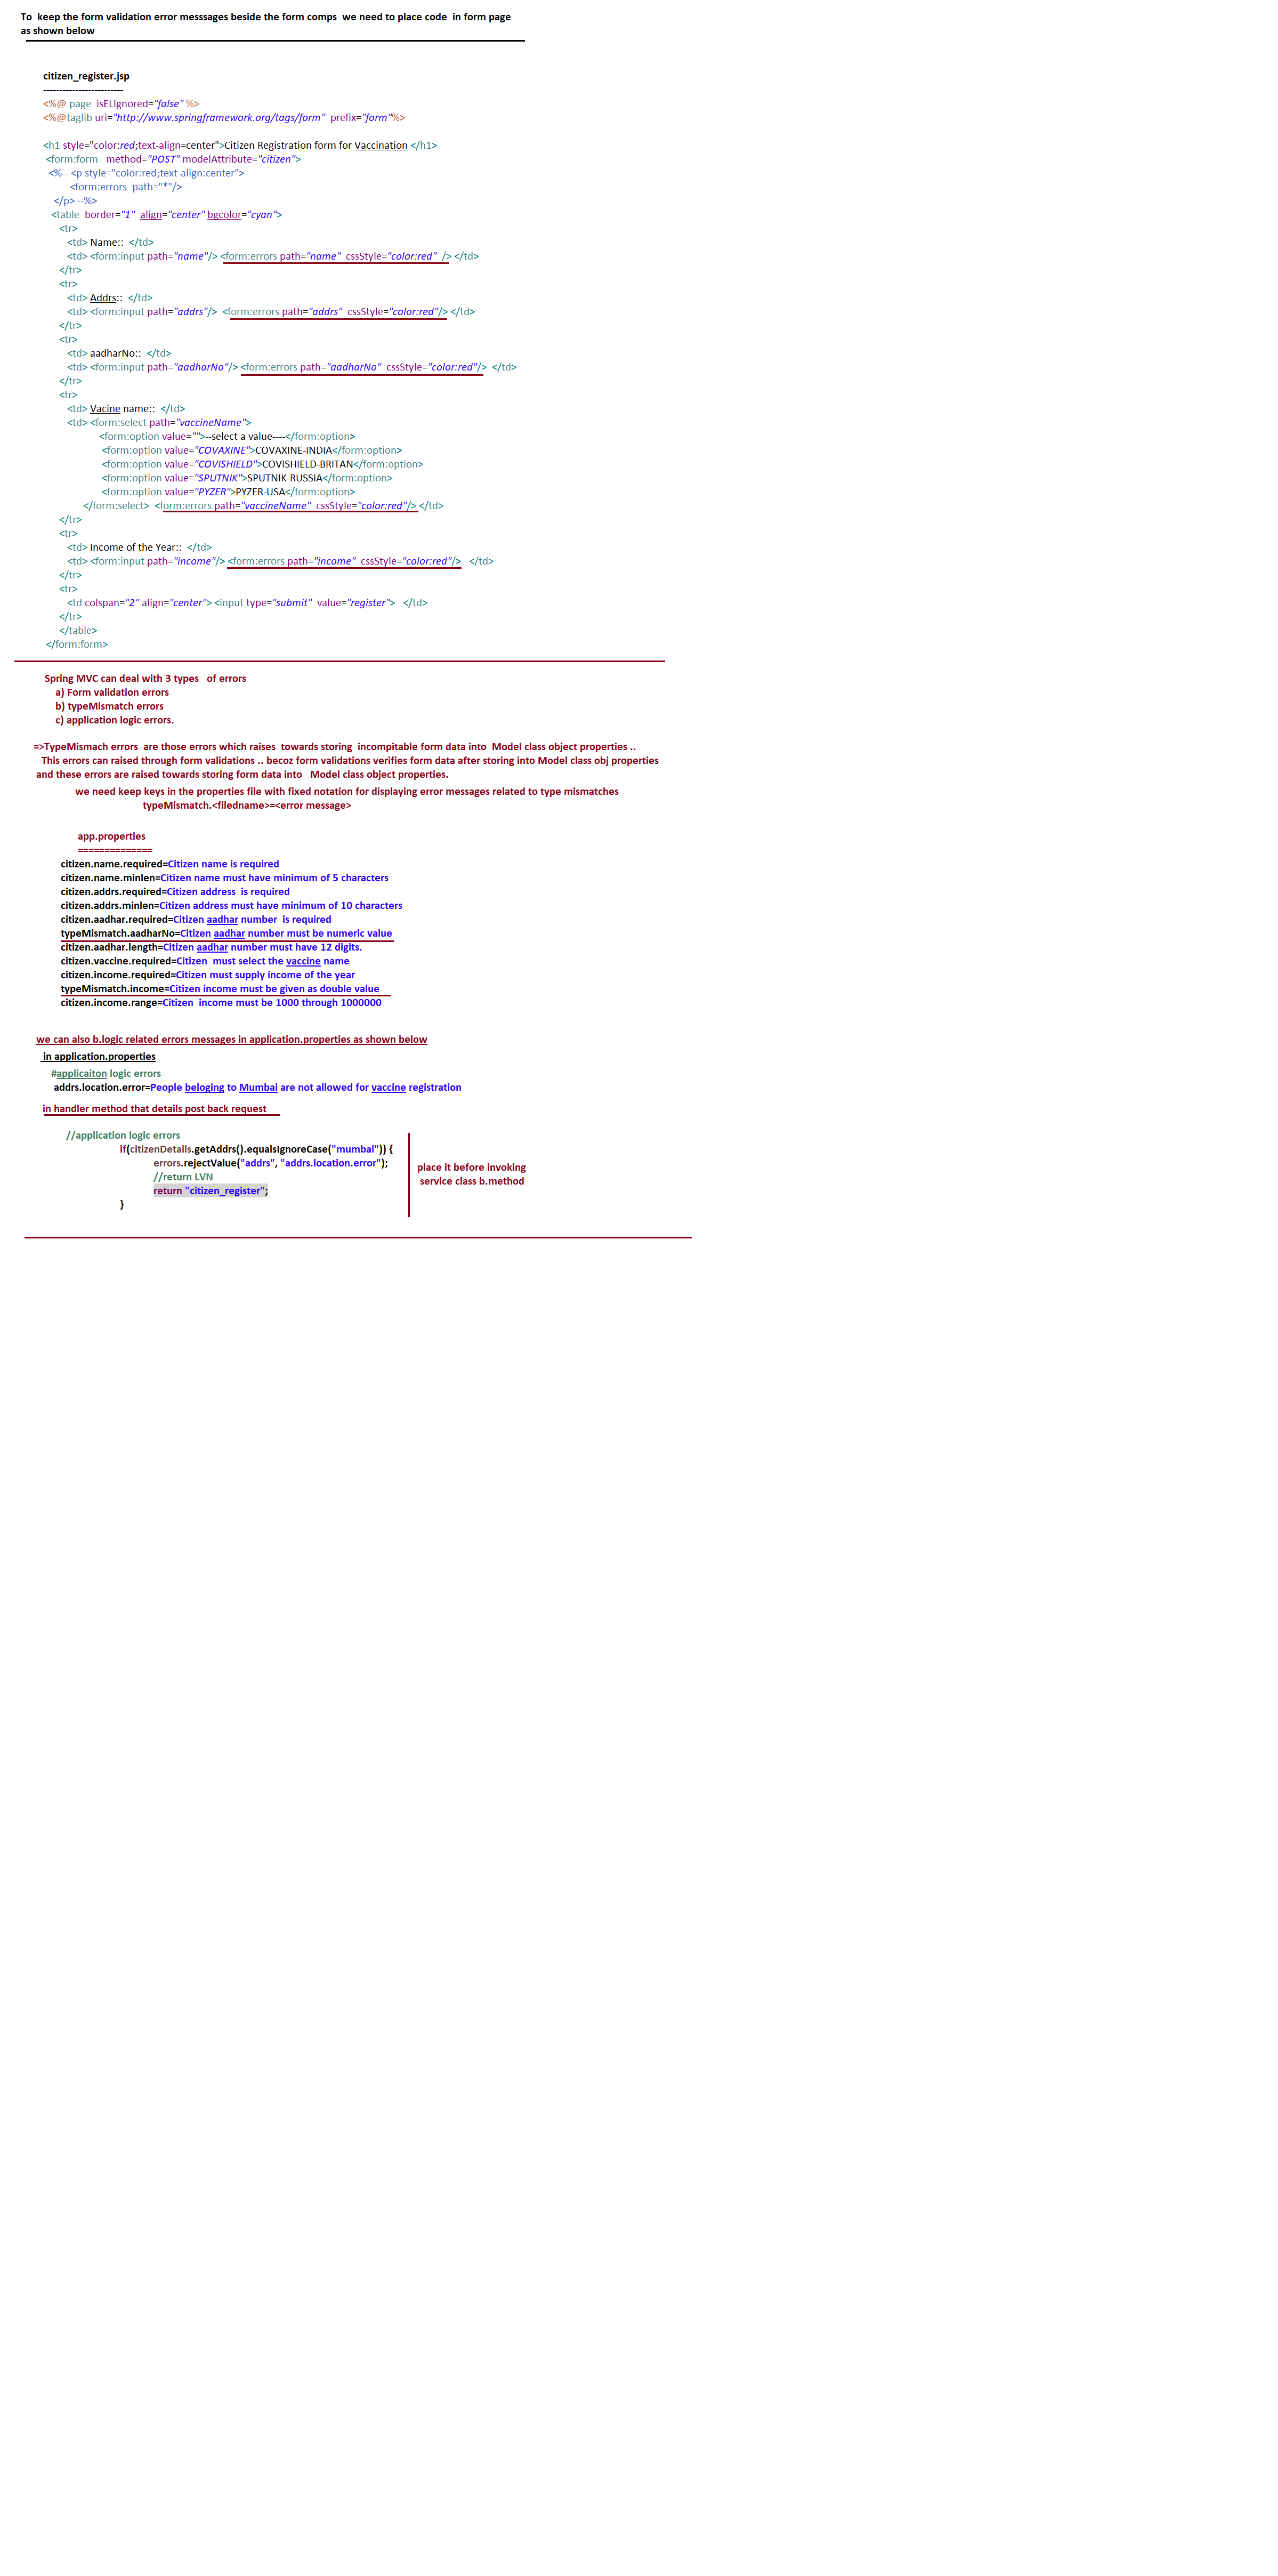 To  keep the form validation error messsages beside the form comps  we need to place code  in form page
as shown below
citizen_register.jsp
-------------------------
<%@ page  isELIgnored="false" %>
<%@taglib uri="http://www.springframework.org/tags/form"  prefix="form"%>
<h1 style="color:red;text-align=center">Citizen Registration form for Vaccination </h1>
<form:form   method="POST" modelAttribute="citizen">
<%-- <p style="color:red;text-align:center">
<form:errors  path="*"/>
</p> --%>
<table  border="1"  align="center" bgcolor="cyan">
<tr>
<td> Name::  </td>
<td> <form:input path="name"/> <form:errors path="name"  cssStyle="color:red"  /> </td>
</tr>
<tr>
<td> Addrs::  </td>
<td> <form:input path="addrs"/>  <form:errors path="addrs"  cssStyle="color:red"/> </td>
</tr>
<tr>
<td> aadharNo::  </td>
<td> <form:input path="aadharNo"/> <form:errors path="aadharNo"  cssStyle="color:red"/>  </td>
</tr>
<tr>
<td> Vacine name::  </td>
<td> <form:select path="vaccineName">
<form:option value="">--select a value----</form:option>
<form:option value="COVAXINE">COVAXINE-INDIA</form:option>
<form:option value="COVISHIELD">COVISHIELD-BRITAN</form:option>
<form:option value="SPUTNIK">SPUTNIK-RUSSIA</form:option>
<form:option value="PYZER">PYZER-USA</form:option>
</form:select>  <form:errors path="vaccineName"  cssStyle="color:red"/> </td>
</tr>
<tr>
<td> Income of the Year::  </td>
<td> <form:input path="income"/> <form:errors path="income"  cssStyle="color:red"/>   </td>
</tr>
<tr>
<td colspan="2" align="center"> <input type="submit"  value="register">   </td>
</tr>
</table>
</form:form>
Spring MVC can deal with 3 types   of errors
a) Form validation errors
b) typeMismatch errors
c) application logic errors.
=>TypeMismach errors  are those errors which raises  towards storing  incompitable form data into  Model class object properties ..
This errors can raised through form validations .. becoz form validations verifies form data after storing into Model class obj properties
and these errors are raised towards storing form data into   Model class object properties.
we need keep keys in the properties file with fixed notation for displaying error messages related to type mismatches
typeMismatch.<filedname>=<error message>
app.properties
==============
citizen.name.required=Citizen name is required
citizen.name.minlen=Citizen name must have minimum of 5 characters
citizen.addrs.required=Citizen address  is required
citizen.addrs.minlen=Citizen address must have minimum of 10 characters
citizen.aadhar.required=Citizen aadhar number  is required
typeMismatch.aadharNo=Citizen aadhar number must be numeric value
citizen.aadhar.length=Citizen aadhar number must have 12 digits.
citizen.vaccine.required=Citizen  must select the vaccine name
citizen.income.required=Citizen must supply income of the year
typeMismatch.income=Citizen income must be given as double value
citizen.income.range=Citizen  income must be 1000 through 1000000
we can also b.logic related errors messages in application.properties as shown below
in application.properties
#applicaiton logic errors
addrs.location.error=People beloging to Mumbai are not allowed for vaccine registration
in handler method that details post back request
//application logic errors
if(citizenDetails.getAddrs().equalsIgnoreCase("mumbai")) {
errors.rejectValue("addrs", "addrs.location.error");
//return LVN
return "citizen_register";
}
place it before invoking
service class b.method